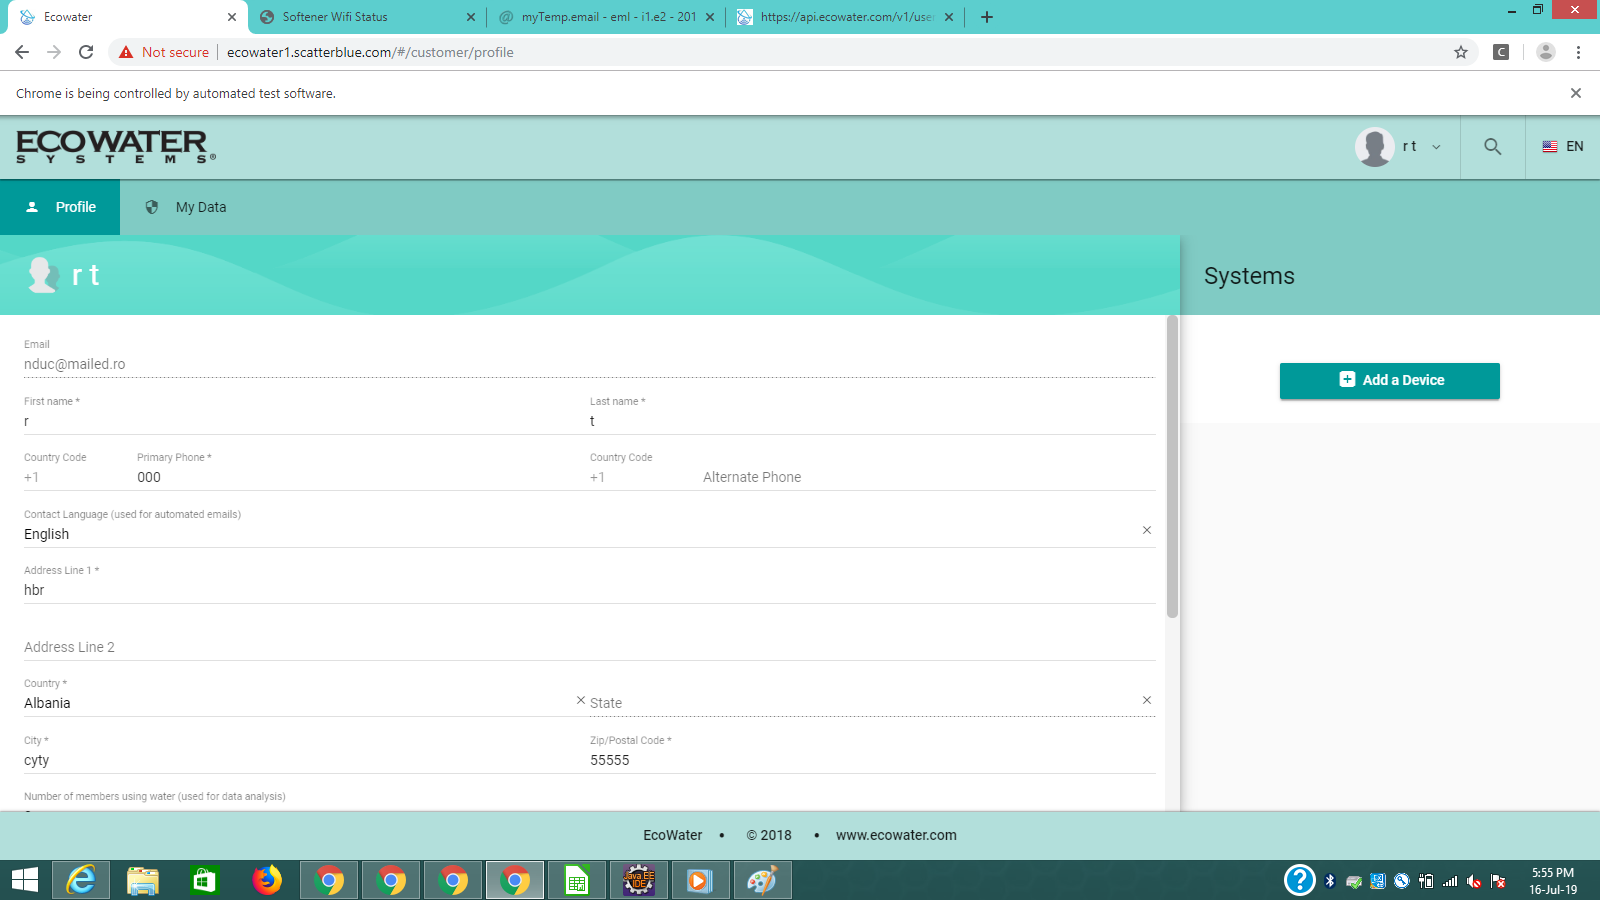 Ecowater
Softener Wifi Status
myTemp.email - eml - i1.e2 - 201
https://api.ecowater.com/v1/user
Not secure
ecowater1.scatterblue.com/#/customer/profile
C
Chrome is being controlled by automated test software.
ECOWATER
SYSTEMS®
r t
EN
Profile
My Data
r t
Systems
Email
nduc@mailed.ro
Add a Device
First name *
Last name *
r
t
Country Code
Primary Phone *
Country Code
+1
000
+1
Alternate Phone
Contact Language (used for automated emails)
English
Address Line 1 *
hbr
Address Line 2
Country *
Albania
State
City *
Zip/Postal Code *
cyty
55555
Number of members using water (used for data analysis)
EcoWater • © 2018 • www.ecowater.com
Java EE
IDE
5:55 PM
16-Jul-19